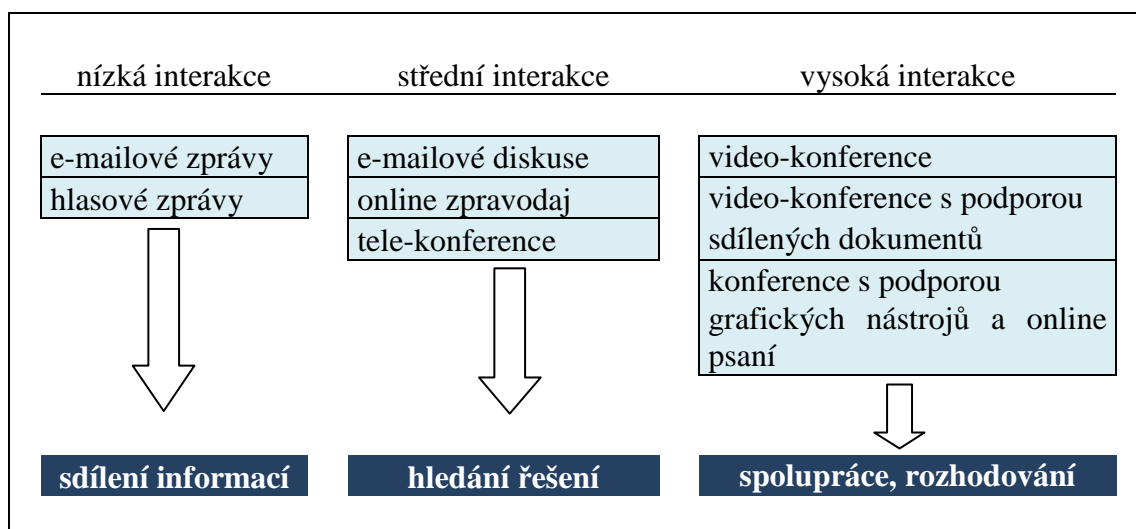 nízká interakce
střední interakce
vysoká interakce
e-mailové zprávy
hlasové zprávy
e-mailové diskuse
online zpravodaj
tele-konference
video-konference
video-konference s podporou
sdílených dokumentů
konference s podporou
grafických nástrojů a online
psaní
sdílení informací
hledání řešení
spolupráce, rozhodování